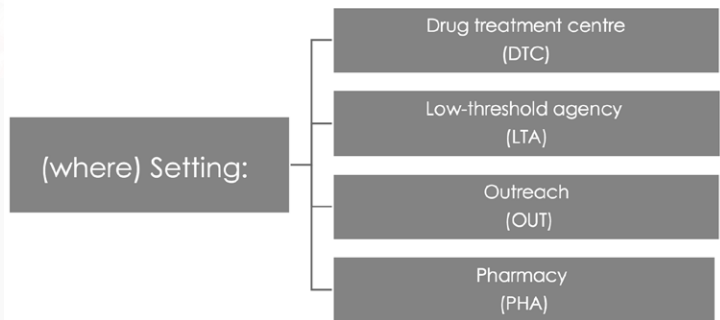 (where) Setting:
Drug treatment centre
(DTC)
Low-threshold agency
(LTA)
Outreach
(OUT)
Pharmacy
(PHA)